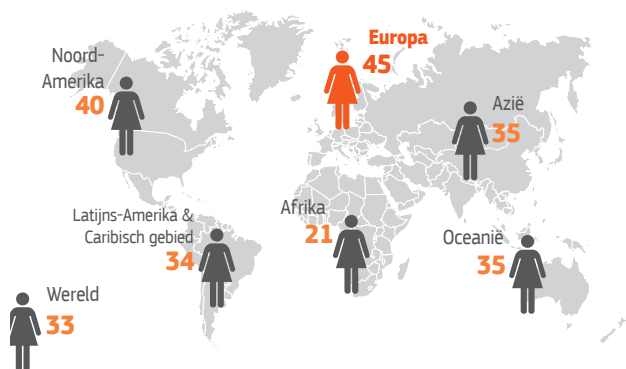 Noord-
Amerika
40
Europa
45
Azië
35
Latijns-Amerika &
Caribisch gebied
34
Afrika
21
Oceanië
35
Wereld
33